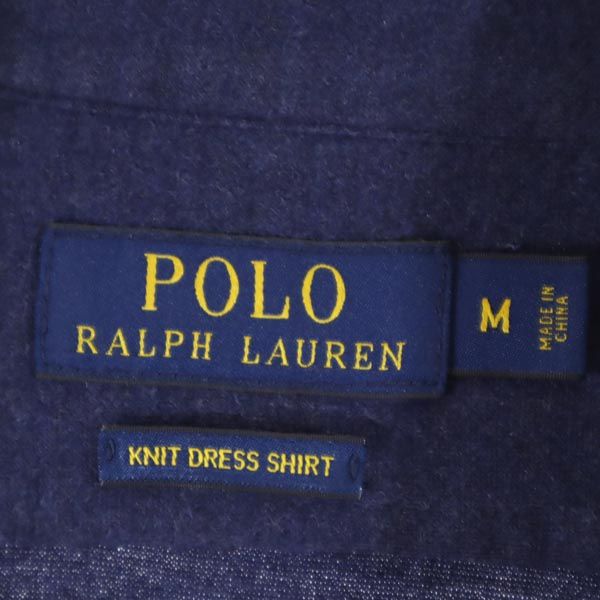 POLO
RALPH LAUREN
M
MADE IN
CHINA
KNIT DRESS SHIRT